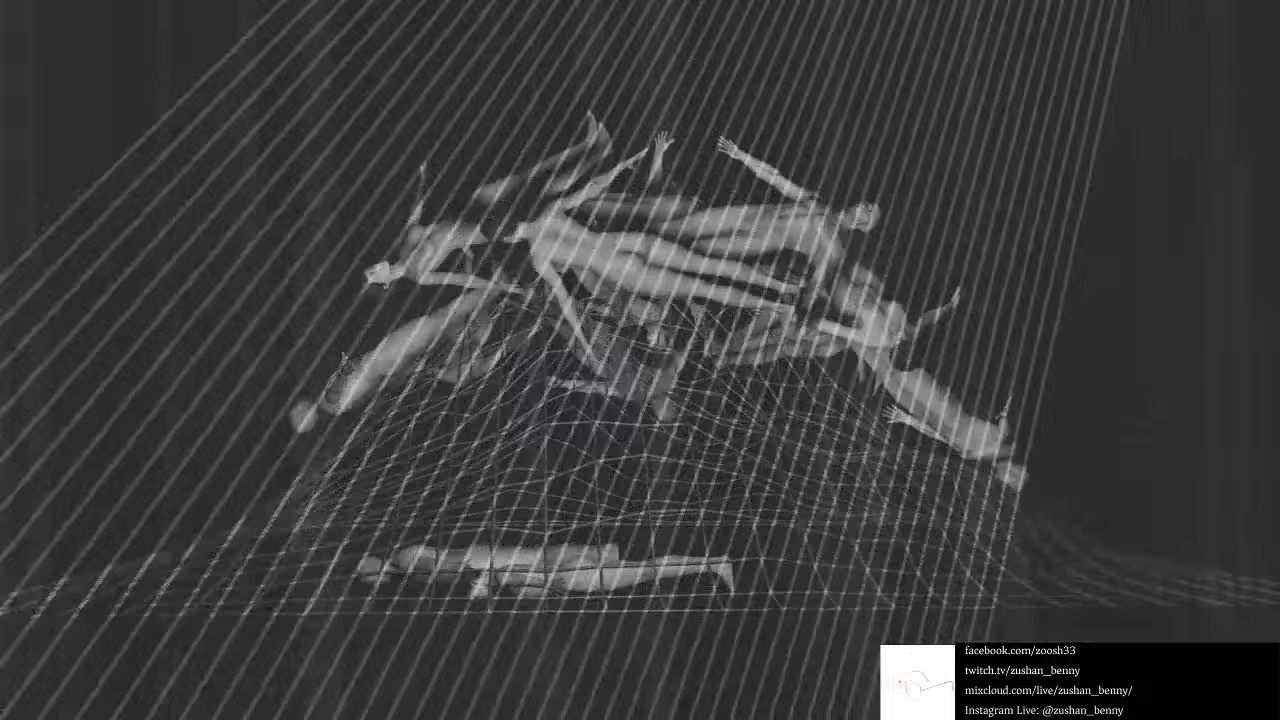 facebook.com/zoosh33
twitch.tv/zushan_benny
mixcloud.com/live/zushan_benny/
Instagram Live: @zushan_benny